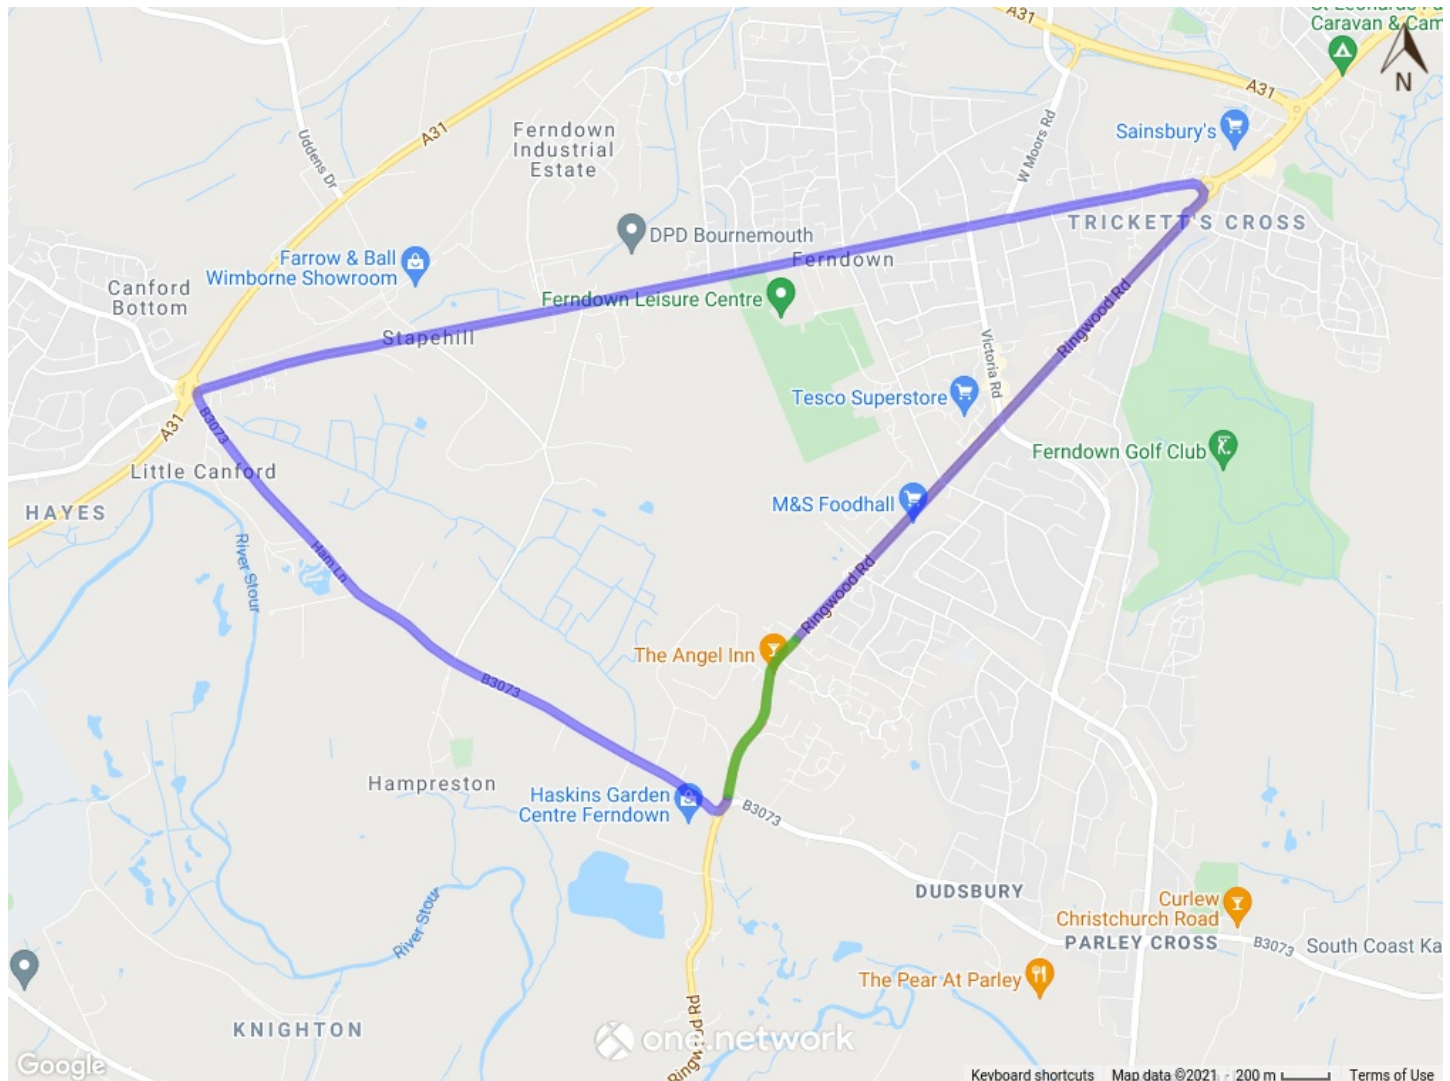 A31
St Leonards
Caravan & Cam
N
A31
Sainsbury's
A31
Ferndown
Industrial
Estate
Uddens Dr
W Moors Rd
TRICKETT'S CROSS
DPD Bournemouth
Farrow & Ball
Wimborne Showroom
Ferndown
Canford
Bottom
Ferndown Leisure Centre
Ringwood Rd
Stapehill
Victoria Rd
Tesco Superstore
B3073
A31
Ferndown Golf Club
Little Canford
M&S Foodhall
HAYES
River Stour
Ham Ln
Ringwood Rd
The Angel Inn
B3073
Hampreston
Haskins Garden
Centre Ferndown
B3073
DUDSBURY
Curlew
Christchurch Road
River Stour
PARLEY CROSS
B3073
South Coast Ka
The Pear At Parley
KNIGHTON
one.network
Google
Keyboard shortcuts
Map data ©2021
200 m
Terms of Use